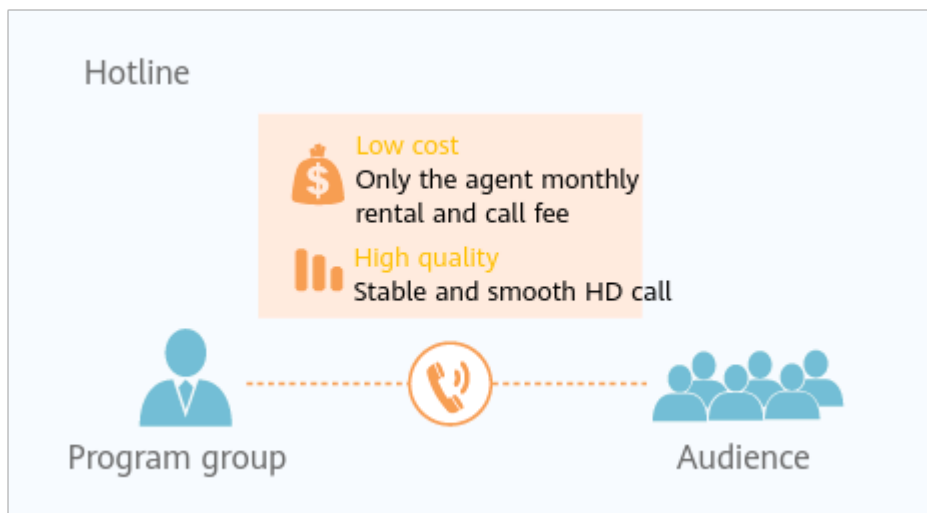 Hotline
Low cost
Only the agent monthly
rental and call fee
High quality
Stable and smooth HD call
Program group
Audience